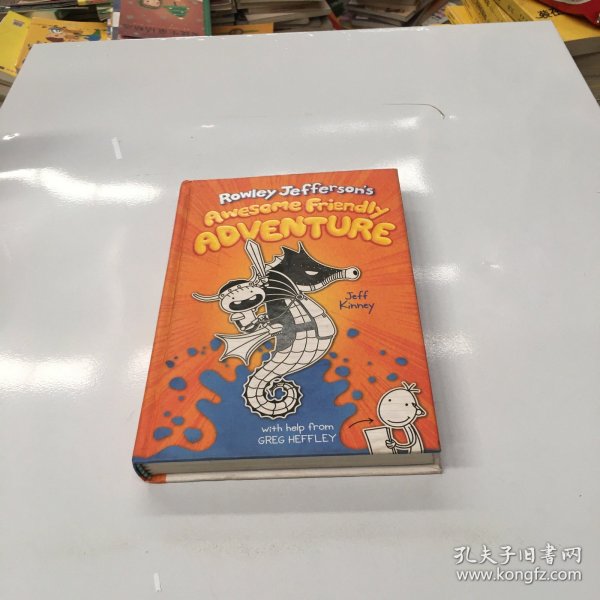 Rowley Jefferson's
Awesome Friendly
ADVENTURE
Jeff
Kinney
with help from
GREG HEFFLEY
孔夫子旧书网
www.kongfz.com